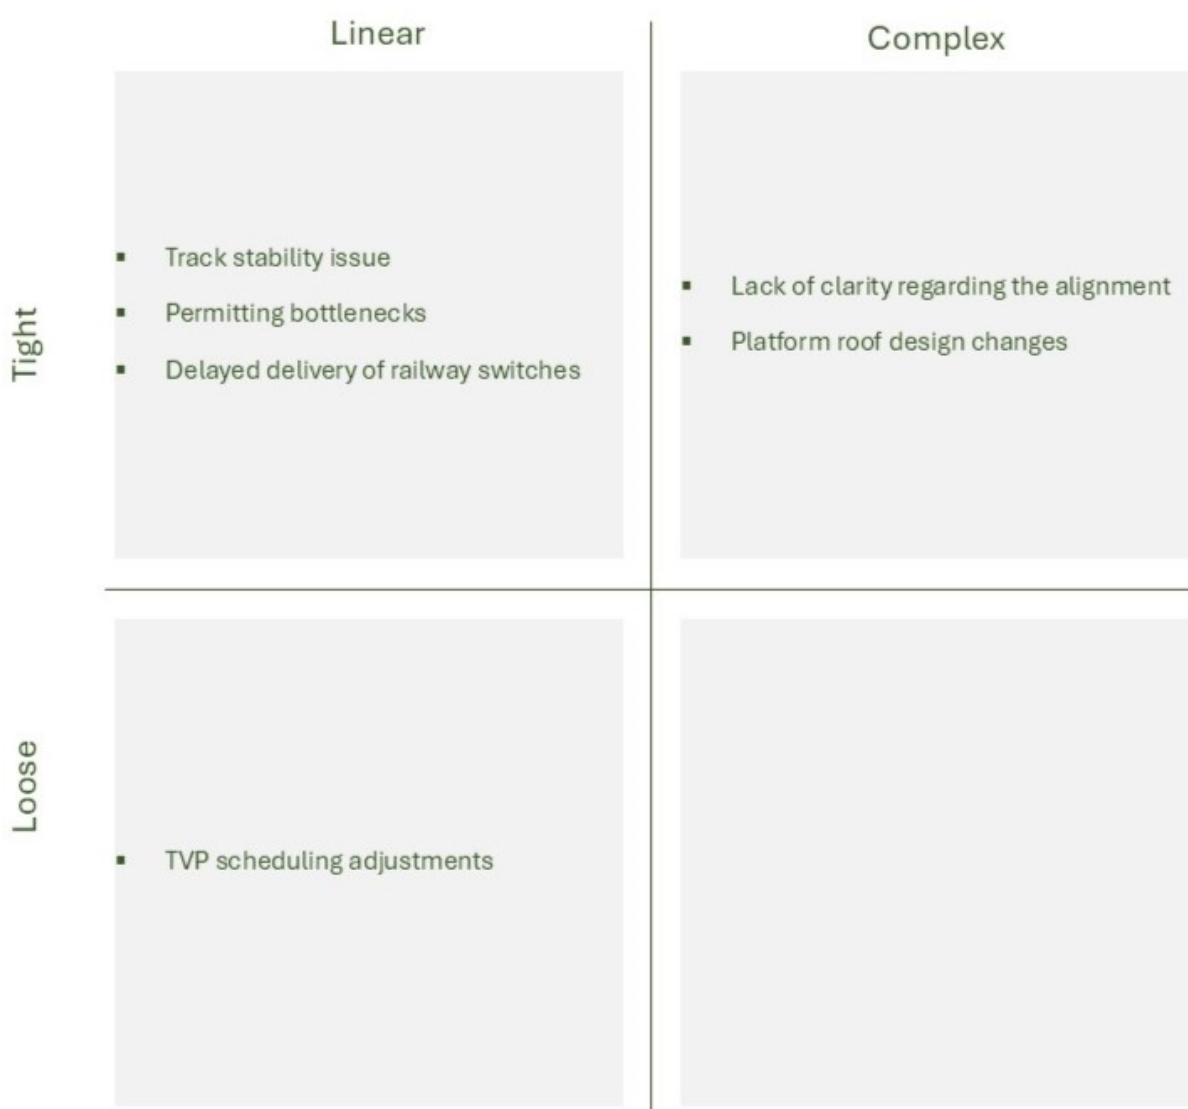 Linear
Complex
Tight
▪ Track stability issue
▪ Permitting bottlenecks
▪ Delayed delivery of railway switches
▪ Lack of clarity regarding the alignment
▪ Platform roof design changes
Loose
▪ TVP scheduling adjustments